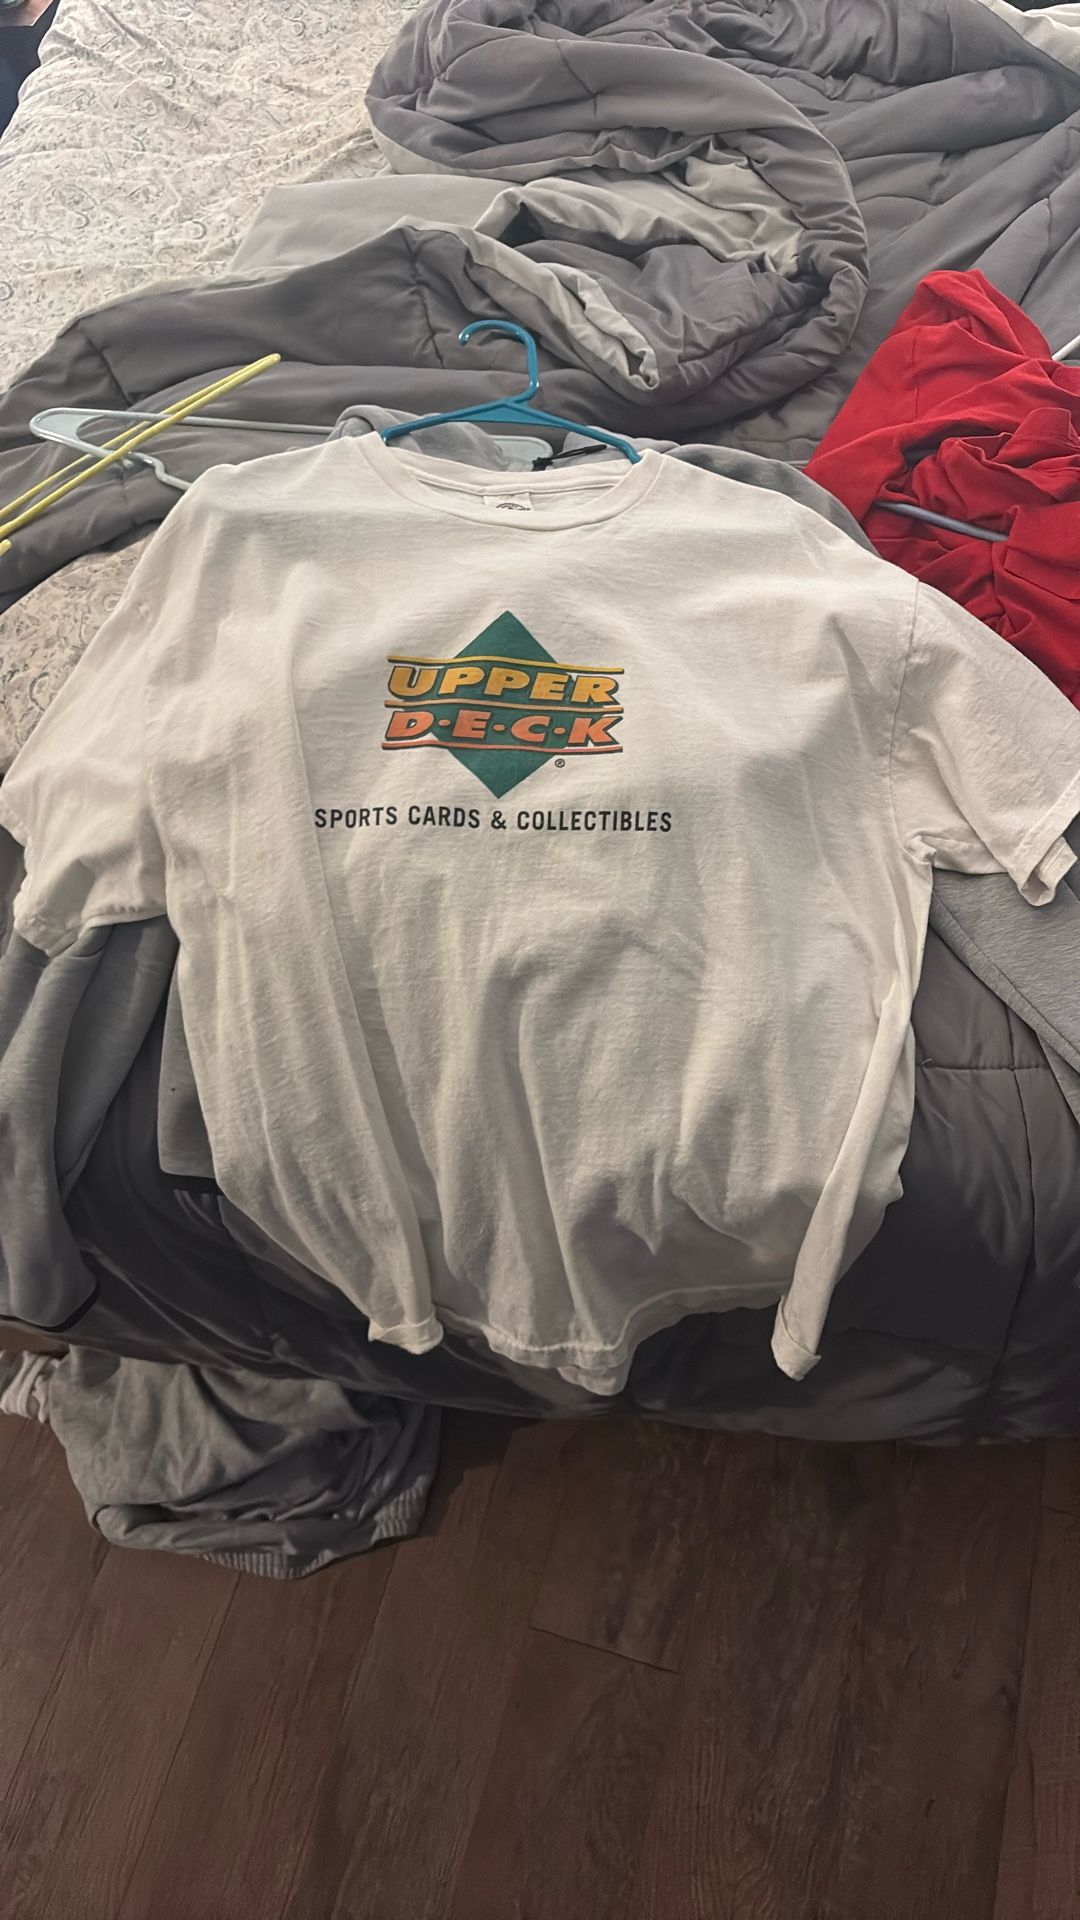 UPPER
D·E·C·K
®
SPORTS CARDS & COLLECTIBLES